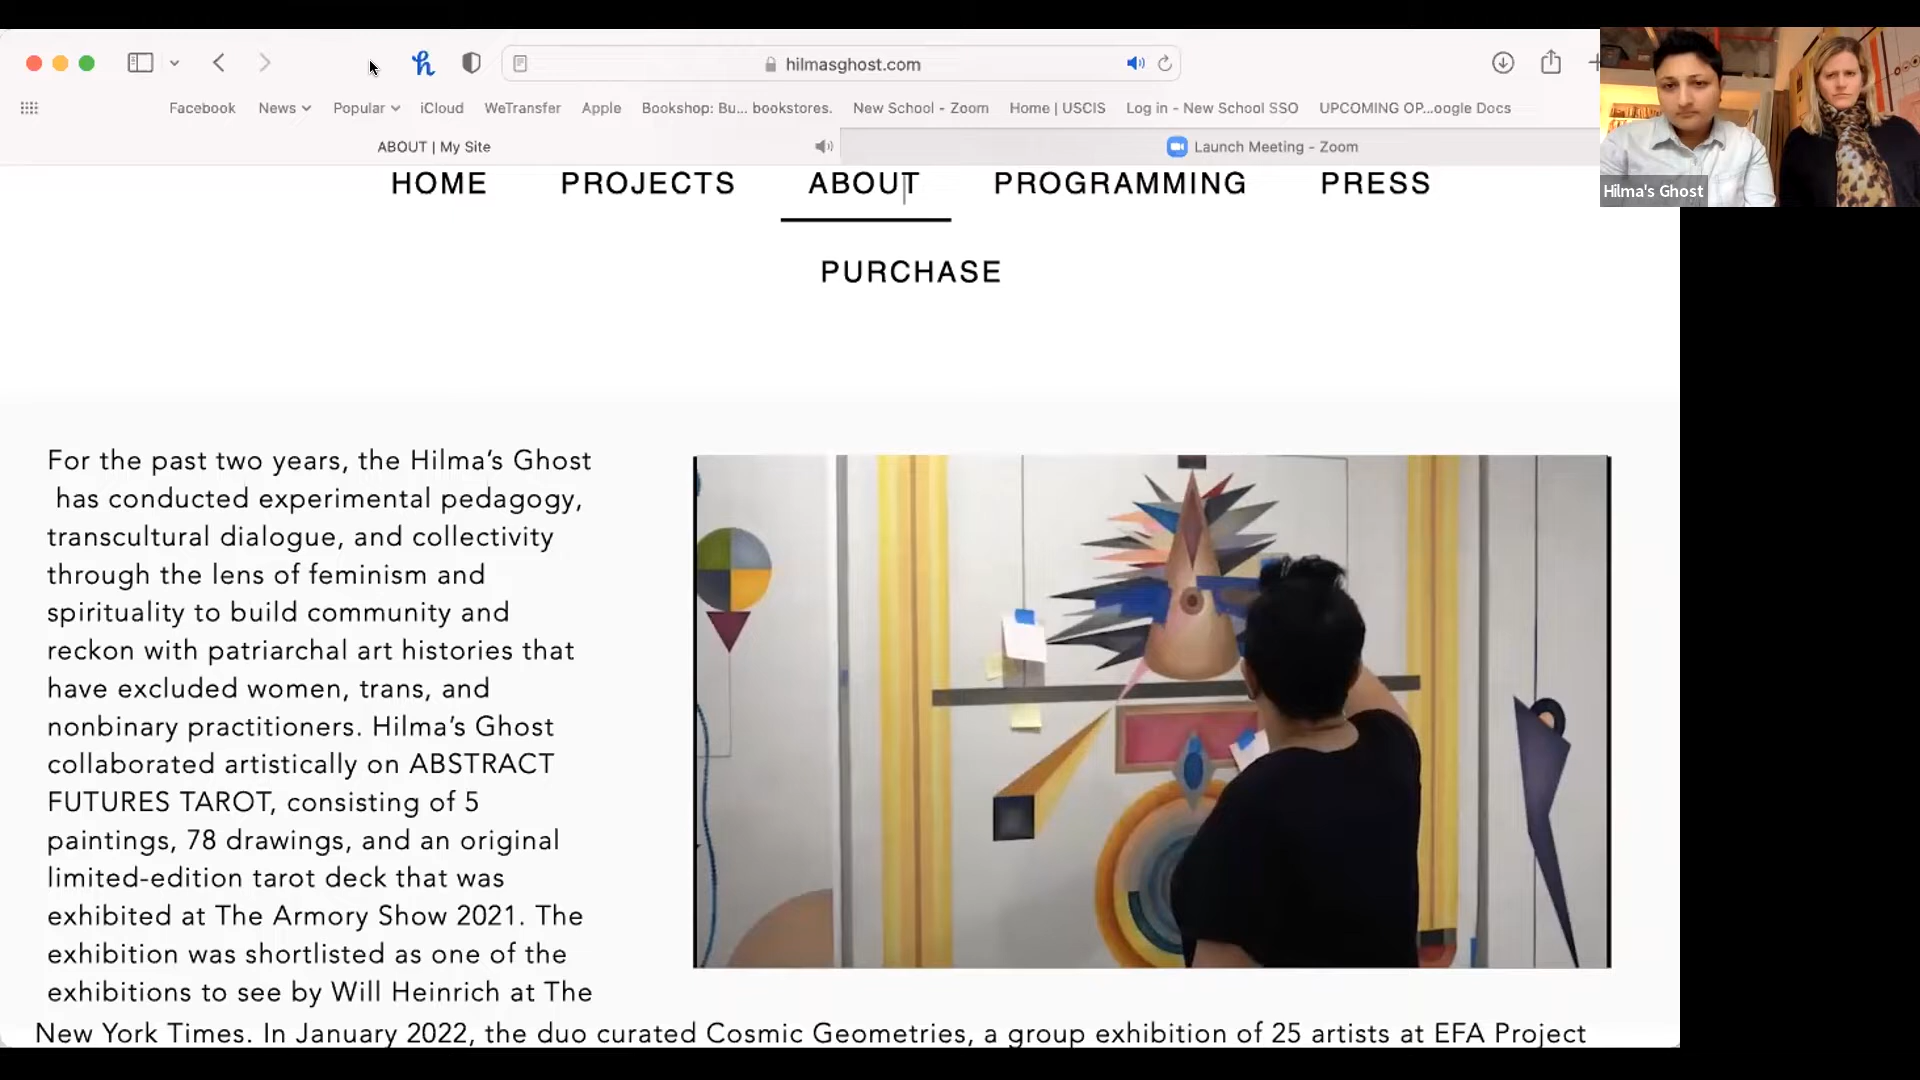 hilmasghost.com
Facebook News Popular iCloud WeTransfer Apple Bookshop: Bu... bookstores. New School - Zoom Home | USCIS Log in - New School SSO UPCOMING OP...oogle Docs
ABOUT | My Site Launch Meeting - Zoom
Hilma's Ghost
HOME PROJECTS ABOUT PROGRAMMING PRESS
PURCHASE
For the past two years, the Hilma’s Ghost
has conducted experimental pedagogy,
transcultural dialogue, and collectivity
through the lens of feminism and
spirituality to build community and
reckon with patriarchal art histories that
have excluded women, trans, and
nonbinary practitioners. Hilma’s Ghost
collaborated artistically on ABSTRACT
FUTURES TAROT, consisting of 5
paintings, 78 drawings, and an original
limited-edition tarot deck that was
exhibited at The Armory Show 2021. The
exhibition was shortlisted as one of the
exhibitions to see by Will Heinrich at The
New York Times. In January 2022, the duo curated Cosmic Geometries, a group exhibition of 25 artists at EFA Project